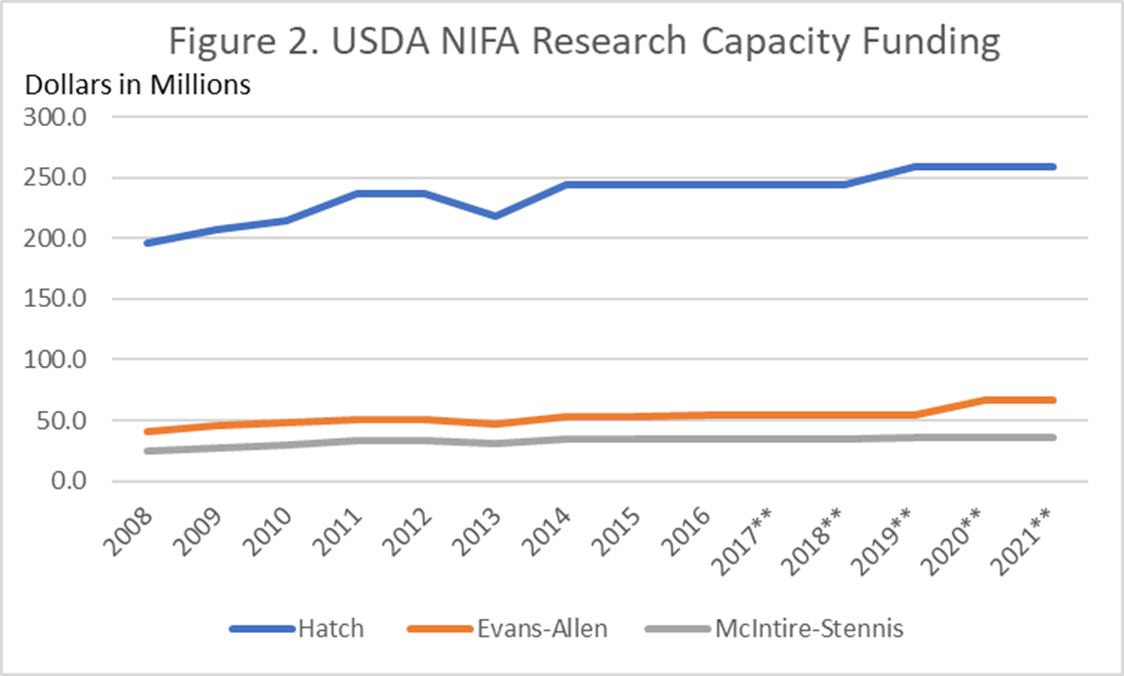 Figure 2. USDA NIFA Research Capacity Funding
Dollars in Millions
300.0
250.0
200.0
150.0
100.0
50.0
0.0
2008 2009 2010 2011 2012 2013 2014 2015 2016 2017** 2018** 2019** 2020** 2021**
Hatch Evans-Allen McIntire-Stennis